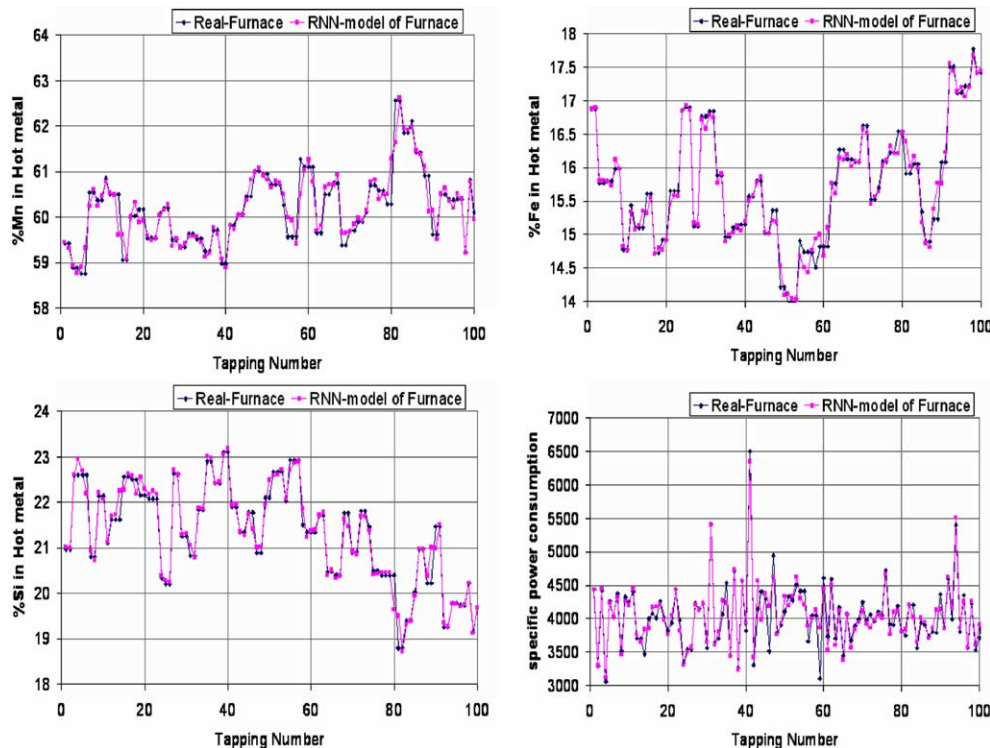 Real-Furnace RNN-model of Furnace
64
63
62
61
60
59
58
%Mn in Hot metal
0 20 40 60 80 100
Tapping Number
Real-Furnace RNN-model of Furnace
18
17.5
17
16.5
16
15.5
15
14.5
14
%Fe in Hot metal
0 20 40 60 80 100
Tapping Number
Real-Furnace RNN-model of Furnace
24
23
22
21
20
19
18
%Si in Hot metal
0 20 40 60 80 100
Tapping Number
Real-Furnace RNN-model of Furnace
7000
6500
6000
5500
5000
4500
4000
3500
3000
specific power consumption
0 20 40 60 80 100
Tapping Number